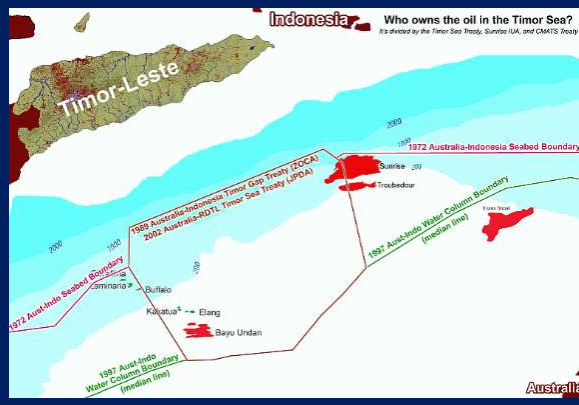 Indonesia
Who owns the oil in the Timor Sea?
It's divided by the Timor Sea Treaty, Sunrise IUA, and CMATS Treaty
Timor-Leste
2000
1000
1972 Australia-Indonesia Seabed Boundary
200
Sunrise
Troubadour
1989 Australia-Indonesia Timor Gap Treaty (ZOCA)
2002 Australia-RDTL Timor Sea Treaty (JPDA)
1997 Aust-Indo Water Column Boundary
(median line)
Evans Shoal
2000
1000
200
1972 Aust-Indo Seabed Boundary
Laminaria
Buffalo
Kakatua
Elang
Bayu Undan
1997 Aust-Indo
Water Column Boundary
(median line)
Australia